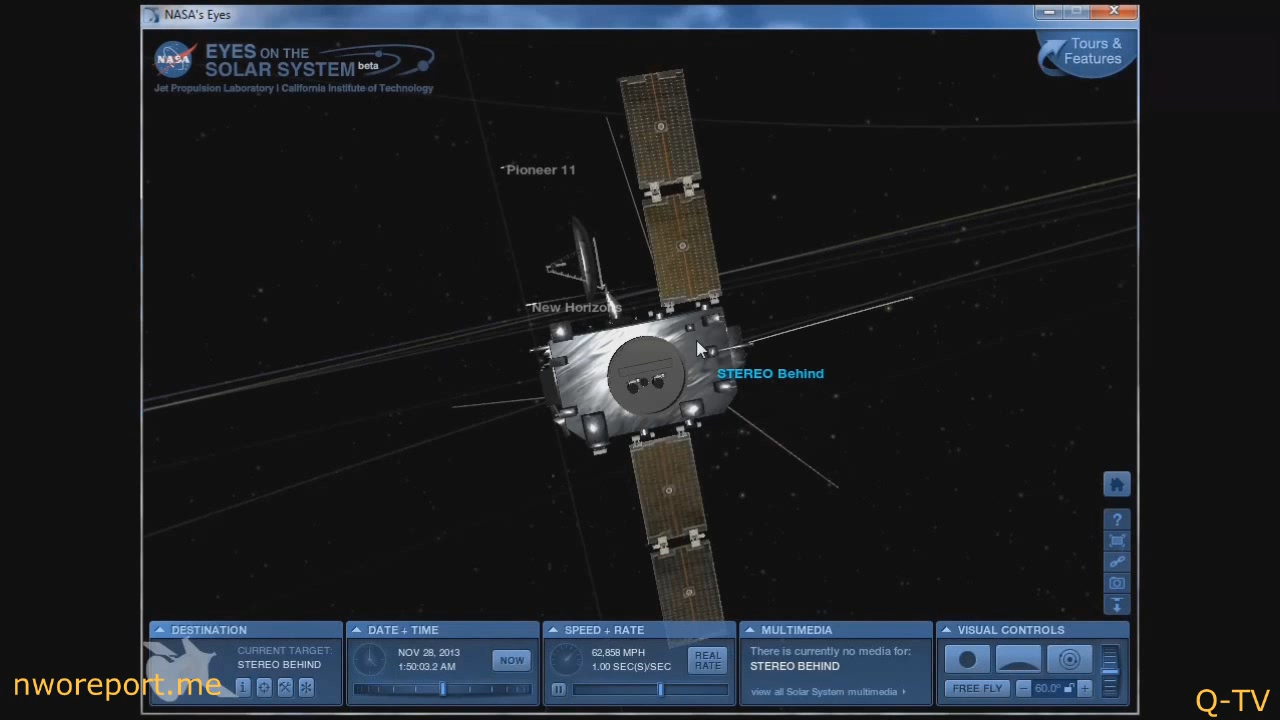 NASA's Eyes
NASA
EYES ON THE
SOLAR SYSTEM beta
Jet Propulsion Laboratory | California Institute of Technology
Tours &
Features
Pioneer 11
New Horizons
STEREO Behind
?
DESTINATION
CURRENT TARGET:
STEREO BEHIND
DATE + TIME
NOV 28, 2013
1:50:03.2 AM
NOW
SPEED + RATE
62,858 MPH
1.00 SEC(S)/SEC
REAL
RATE
MULTIMEDIA
There is currently no media for:
STEREO BEHIND
view all Solar System multimedia
VISUAL CONTROLS
FREE FLY
60.0°
nworeport.me
Q-TV